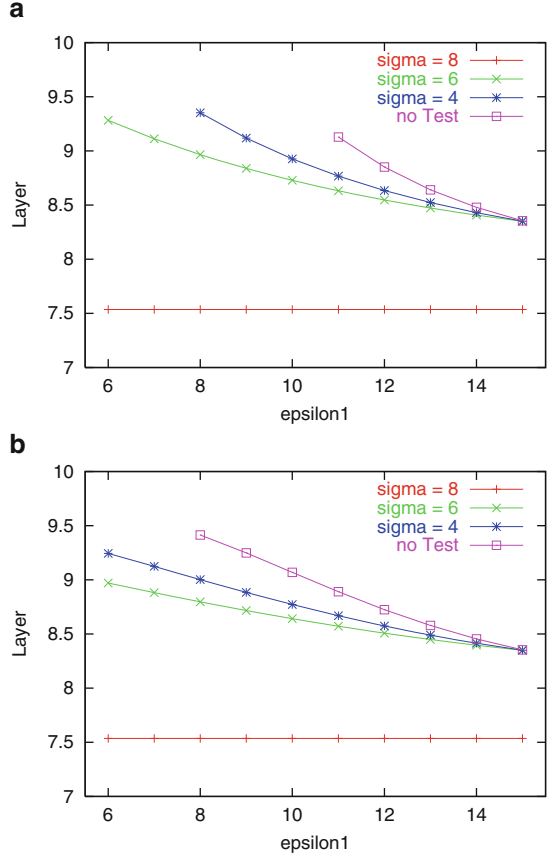 a
10
9.5
9
8.5
8
7.5
7
Layer
sigma = 8
sigma = 6
sigma = 4
no Test
6 8 10 12 14
epsilon1
b
10
9.5
9
8.5
8
7.5
7
Layer
sigma = 8
sigma = 6
sigma = 4
no Test
6 8 10 12 14
epsilon1